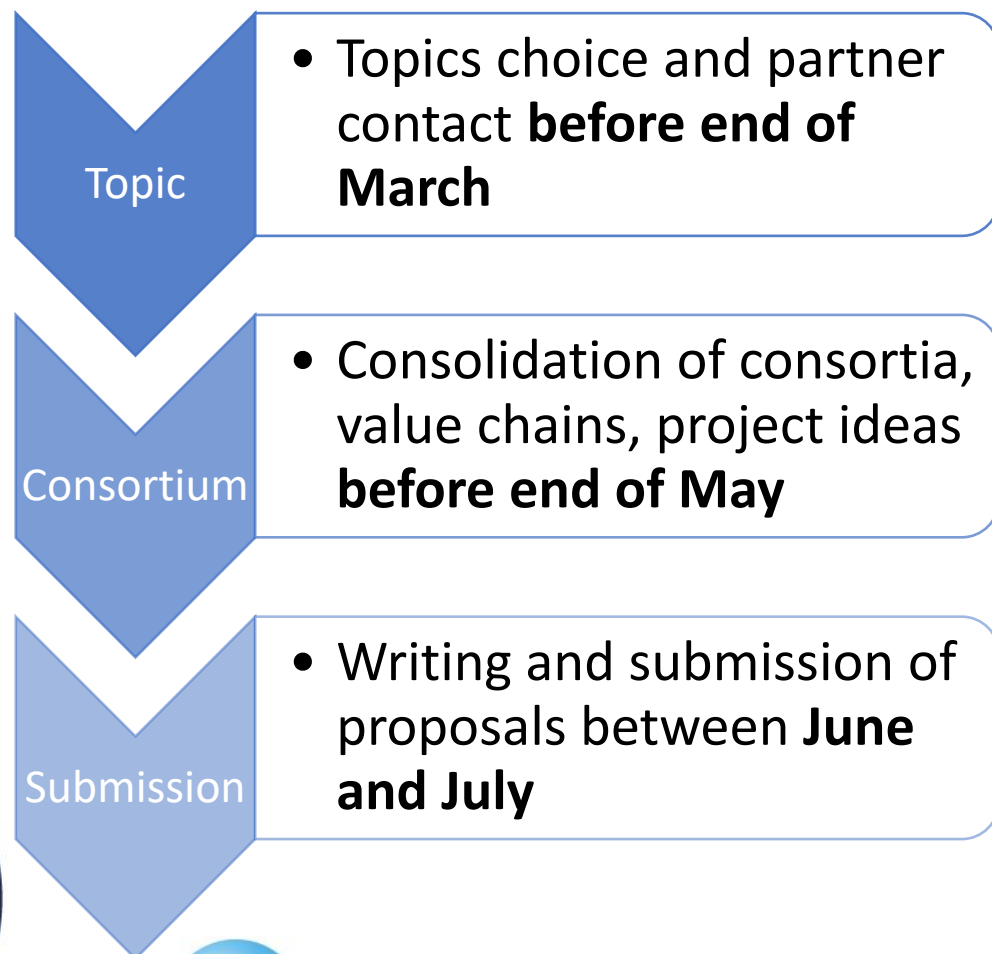 Topic
• Topics choice and partner
contact before end of
March
Consortium
• Consolidation of consortia,
value chains, project ideas
before end of May
Submission
• Writing and submission of
proposals between June
and July